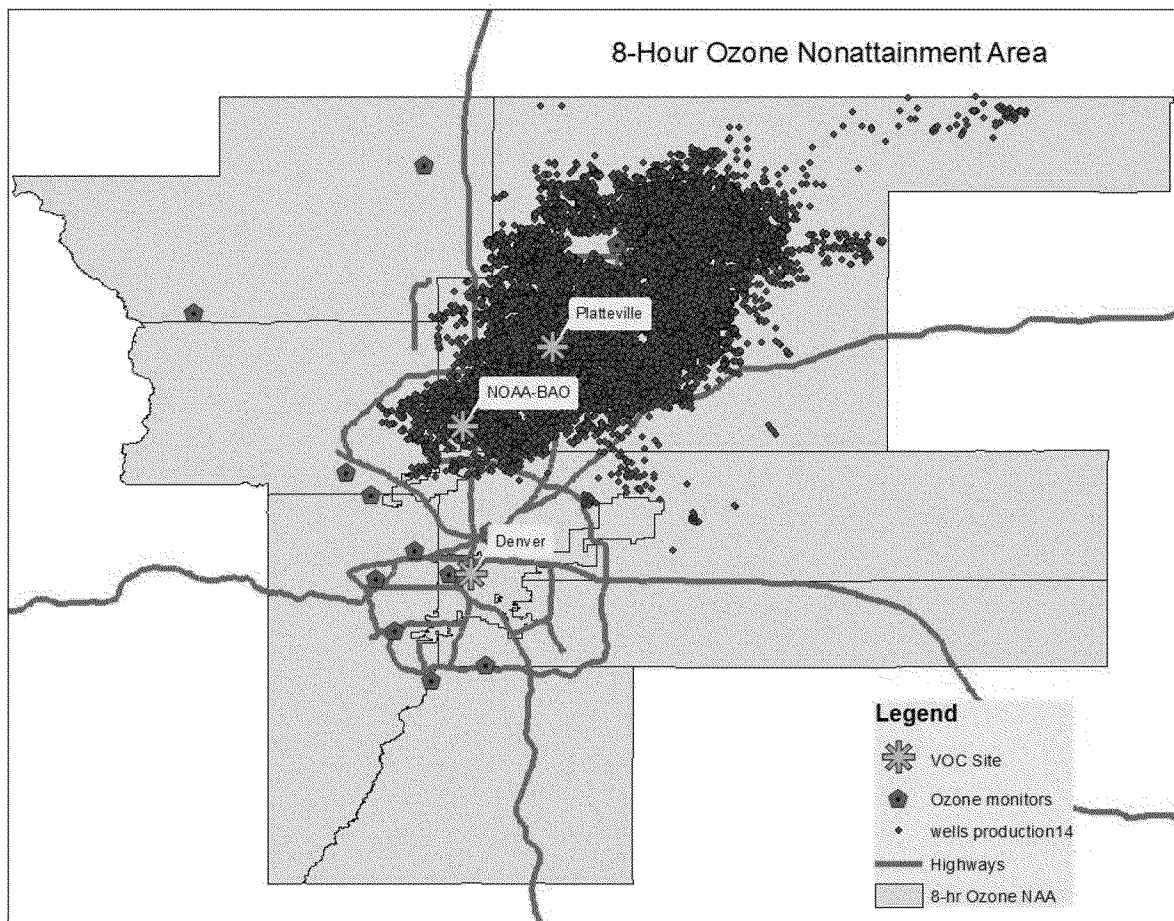 8-Hour Ozone Nonattainment Area
Platteville
NOAA-BAO
Denver
Legend
VOC Site
Ozone monitors
wells production14
Highways
8-hr Ozone NAA